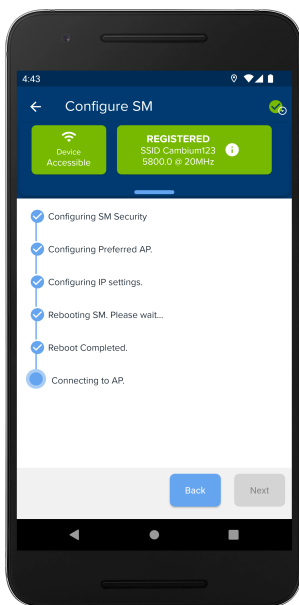 4:43
Configure SM
Device
Accessible
REGISTERED
SSID Cambium123
5800.0 @ 20MHz
Configuring SM Security
Configuring Preferred AP.
Configuring IP settings.
Rebooting SM. Please wait...
Reboot Completed.
Connecting to AP.
Back
Next